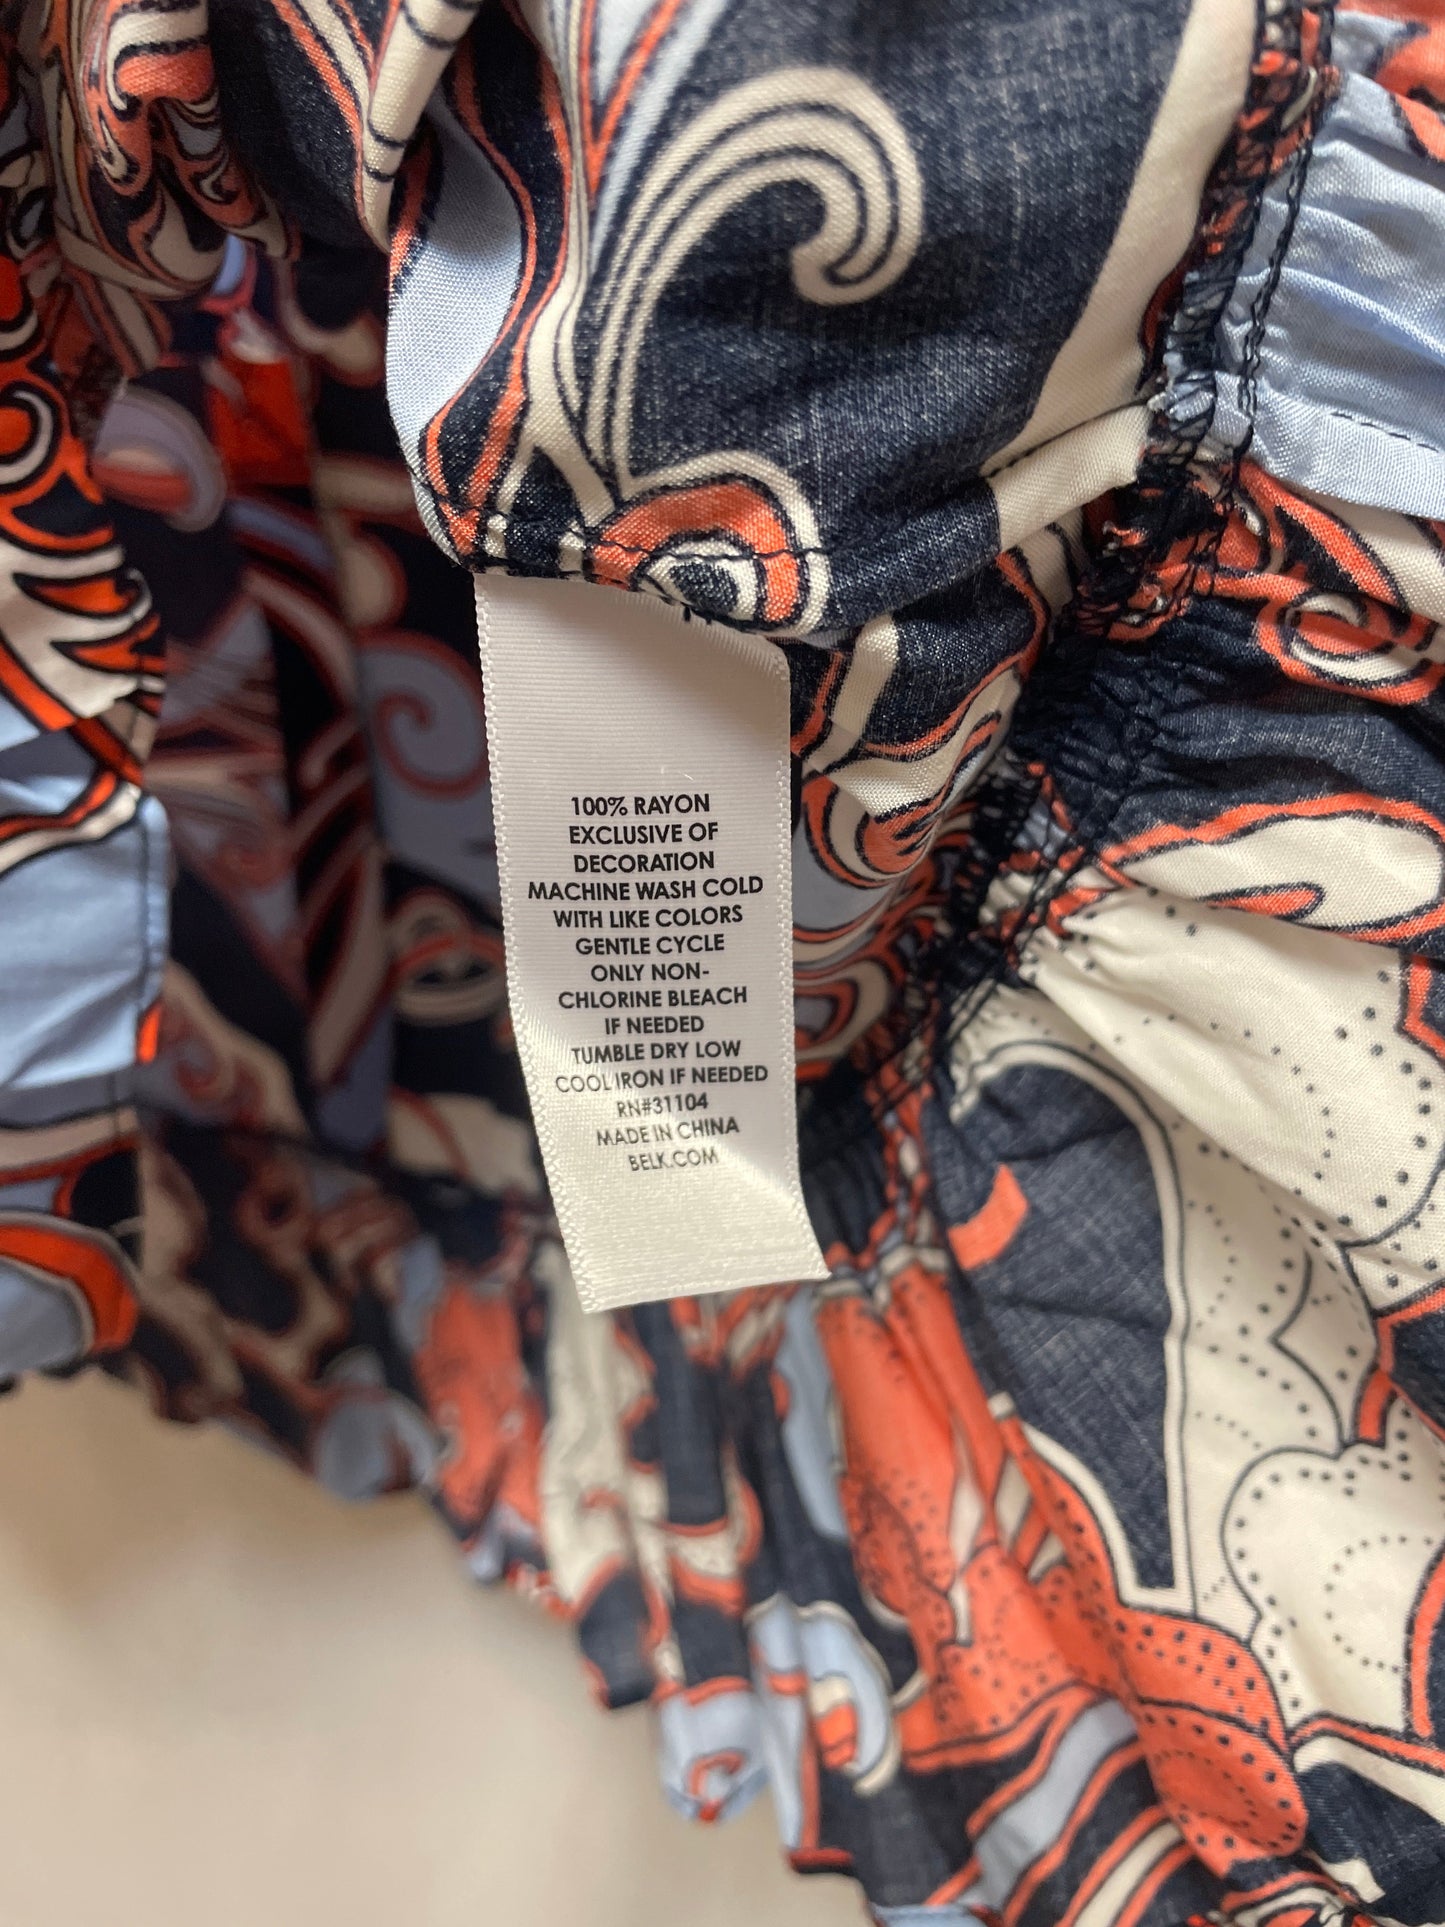 100% RAYON
EXCLUSIVE OF
DECORATION
MACHINE WASH COLD
WITH LIKE COLORS
GENTLE CYCLE
ONLY NON-
CHLORINE BLEACH
IF NEEDED
TUMBLE DRY LOW
COOL IRON IF NEEDED
RN#31104
MADE IN CHINA
BELK.COM